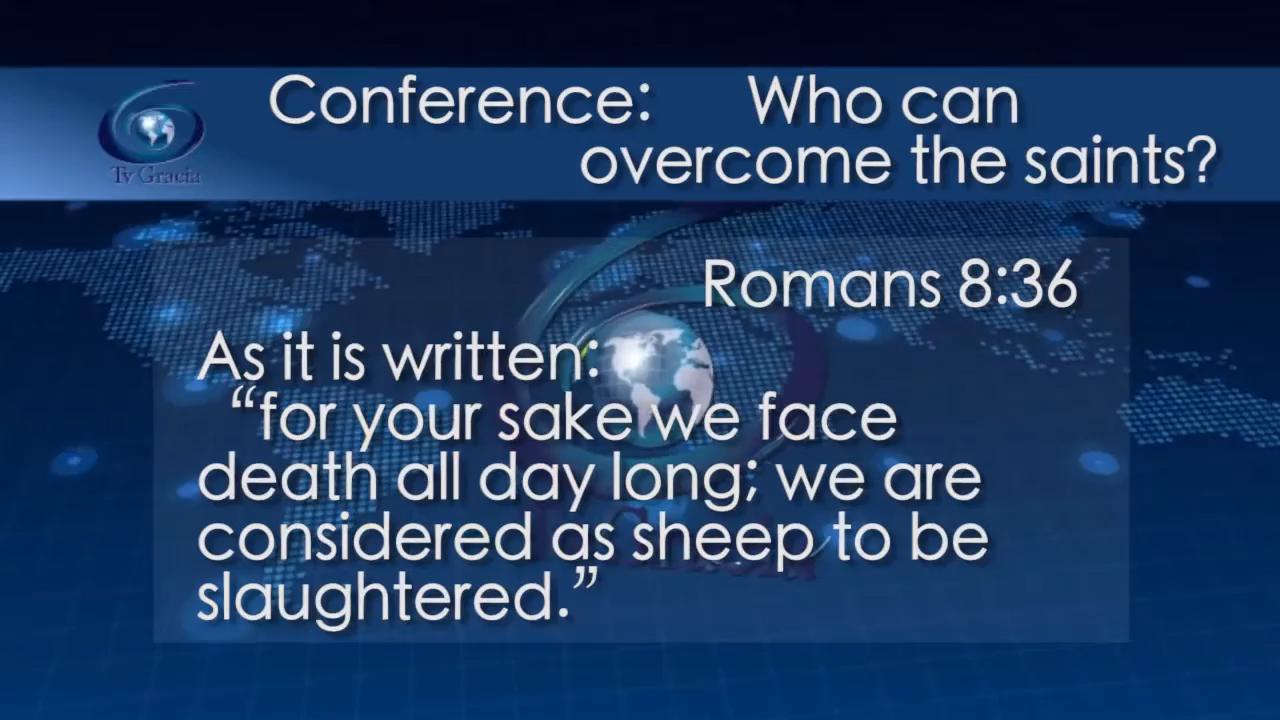 Conference: Who can
overcome the saints?
Tv Gracia
Romans 8:36
As it is written:
“for your sake we face
death all day long; we are
considered as sheep to be
slaughtered.”